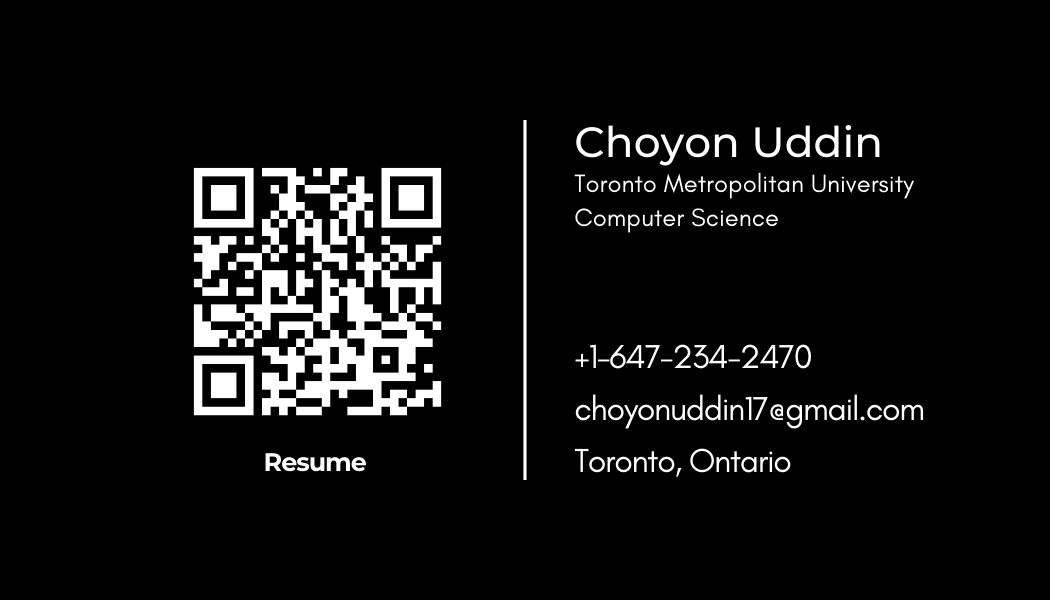 Choyon Uddin
Toronto Metropolitan University
Computer Science
+1-647-234-2470
choyonuddin17@gmail.com
Toronto, Ontario
Resume